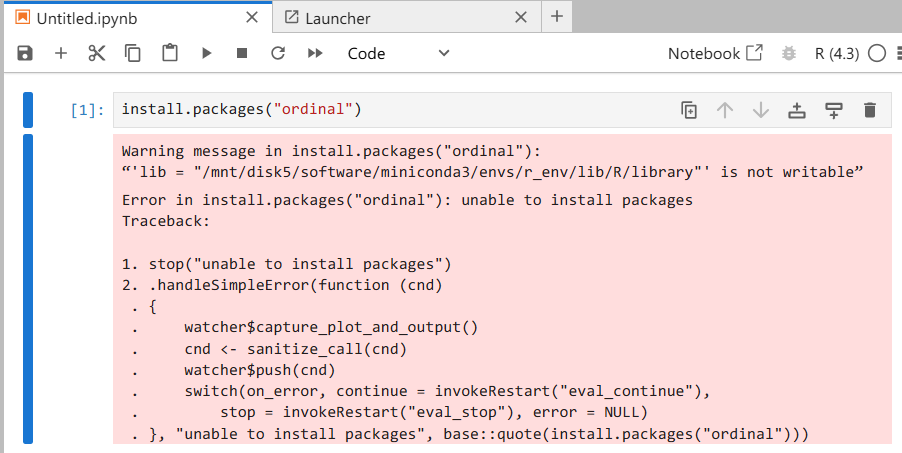 Untitled.ipynb
Launcher
Code
Notebook
R (4.3)
[1]:
install.packages("ordinal")
Warning message in install.packages("ordinal"):
“'lib = "/mnt/disk5/software/miniconda3/envs/r_env/lib/R/library"' is not writable”
Error in install.packages("ordinal"): unable to install packages
Traceback:
1. stop("unable to install packages")
2. .handleSimpleError(function (cnd)
 . {
 .     watcher$capture_plot_and_output()
 .     cnd <- sanitize_call(cnd)
 .     watcher$push(cnd)
 .     switch(on_error, continue = invokeRestart("eval_continue"),
 .         stop = invokeRestart("eval_stop"), error = NULL)
 . }, "unable to install packages", base::quote(install.packages("ordinal")))